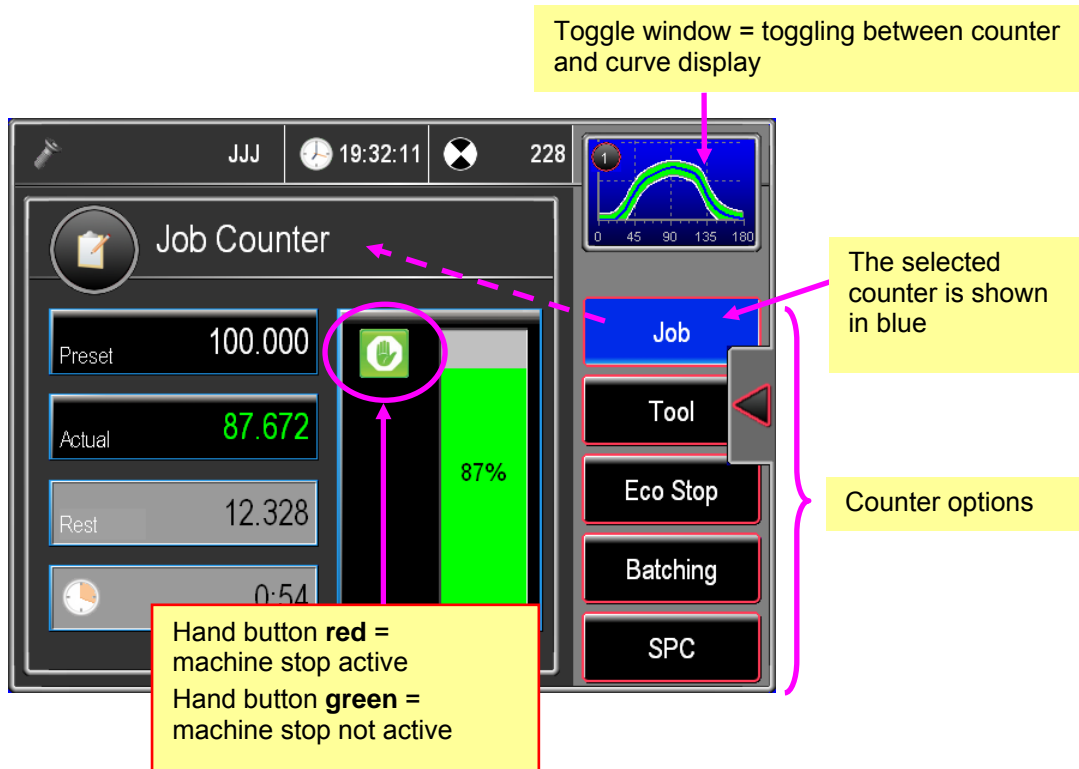 Toggle window = toggling between counter
and curve display
JJJ
19:32:11
228
1
0 45 90 135 180
Job Counter
The selected
counter is shown
in blue
Preset 100.000
Actual 87.672
Rest 12.328
0:54
87%
Job
Tool
Eco Stop
Batching
SPC
Counter options
Hand button red =
machine stop active
Hand button green =
machine stop not active